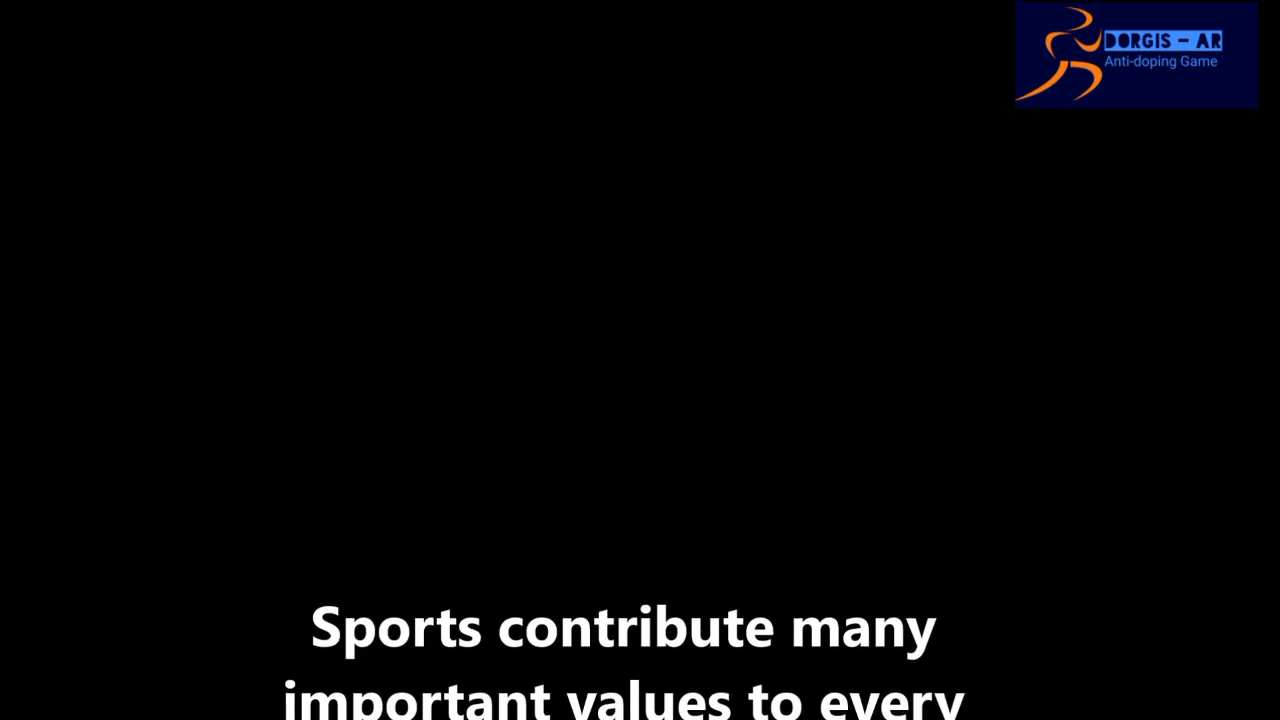 DORGIS - AR
Anti-doping Game
Sports contribute many
important values to every